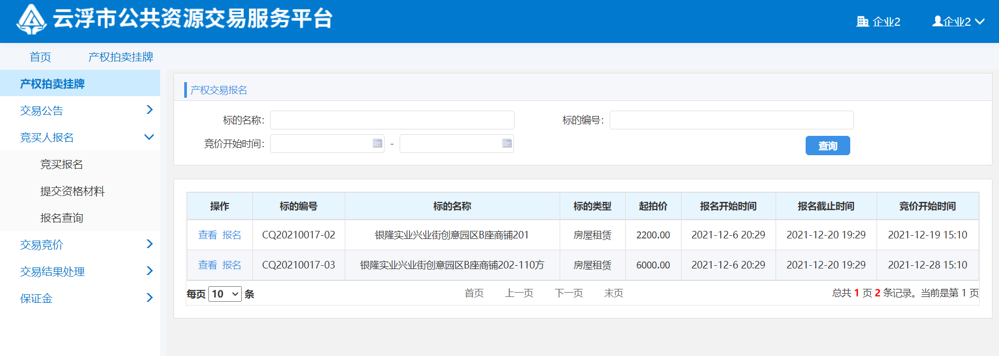 云浮市公共资源交易服务平台
企业2 企业2
首页 产权拍卖挂牌
产权拍卖挂牌
交易公告
竞买人报名
竞买报名
提交资格材料
报名查询
交易竞价
交易结果处理
保证金
产权交易报名
标的名称： 标的编号：
竞价开始时间： - 查询
操作 标的编号 标的名称 标的类型 起拍价 报名开始时间 报名截止时间 竞价开始时间
查看 报名 CQ20210017-02 银隆实业兴业街创意园区B座商铺201 房屋租赁 2200.00 2021-12-6 20:29 2021-12-20 19:29 2021-12-19 15:10
查看 报名 CQ20210017-03 银隆实业兴业街创意园区B座商铺202-110方 房屋租赁 6000.00 2021-12-6 20:29 2021-12-20 19:29 2021-12-28 15:10
每页 10 条 首页 上一页 下一页 末页 总共 1 页 2 条记录。当前是第 1 页